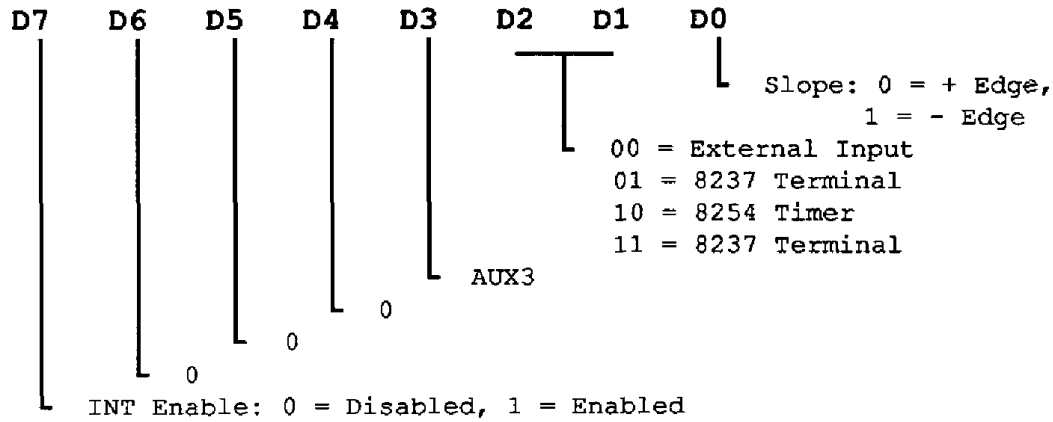 D7 D6 D5 D4 D3 D2 D1 D0
Slope: 0 = + Edge,
1 = - Edge
00 = External Input
01 = 8237 Terminal
10 = 8254 Timer
11 = 8237 Terminal
AUX3
0
0
0
INT Enable: 0 = Disabled, 1 = Enabled